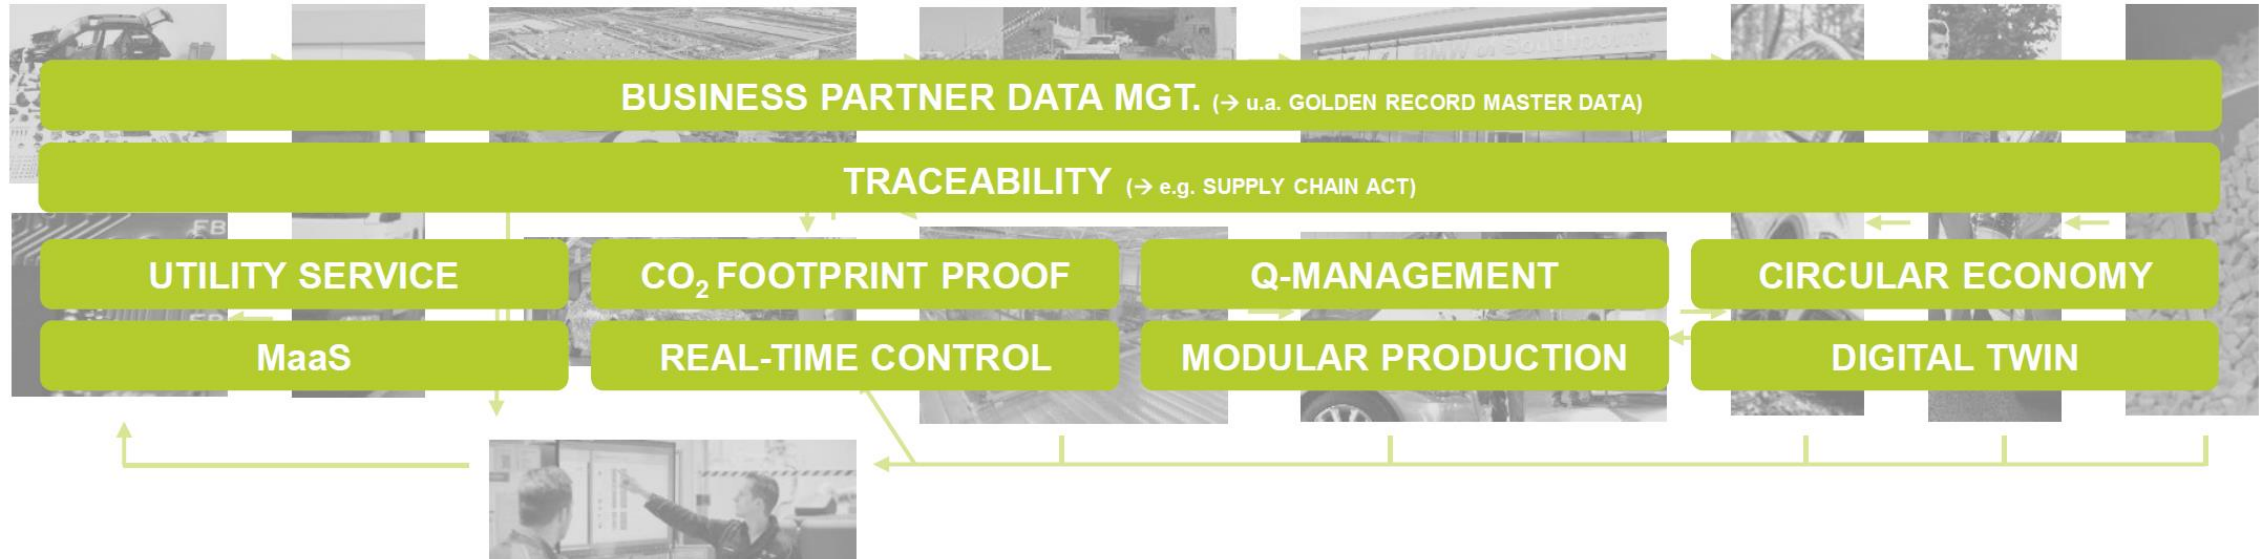 BUSINESS PARTNER DATA MGT. (→ u.a. GOLDEN RECORD MASTER DATA)
TRACEABILITY (→ e.g. SUPPLY CHAIN ACT)
UTILITY SERVICE
CO₂ FOOTPRINT PROOF
Q-MANAGEMENT
CIRCULAR ECONOMY
MaaS
REAL-TIME CONTROL
MODULAR PRODUCTION
DIGITAL TWIN
FB